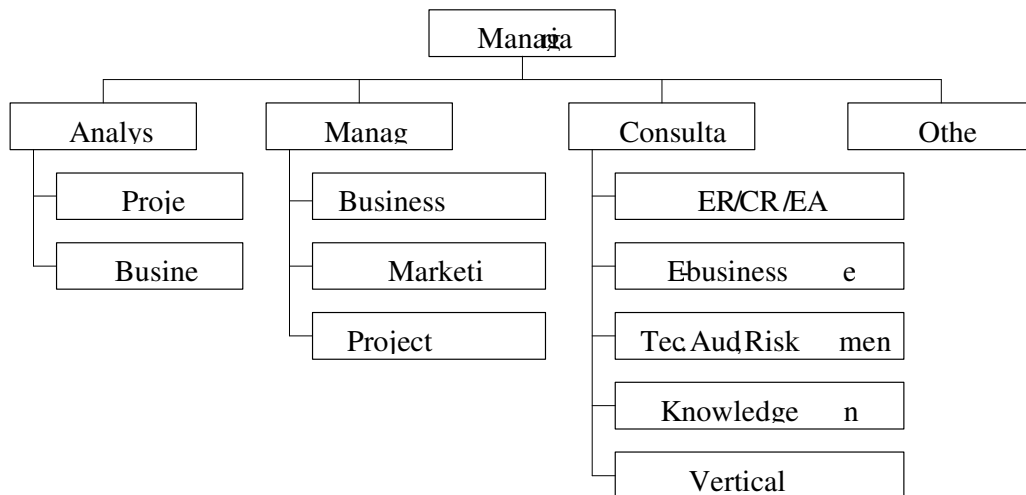 Managria
Analys
Manag
Consulta
Othe
Proje
Busine
Business
Marketi
Project
ER/CR /EA
E-business e
Tec. Aud, Risk men
Knowledge n
Vertical